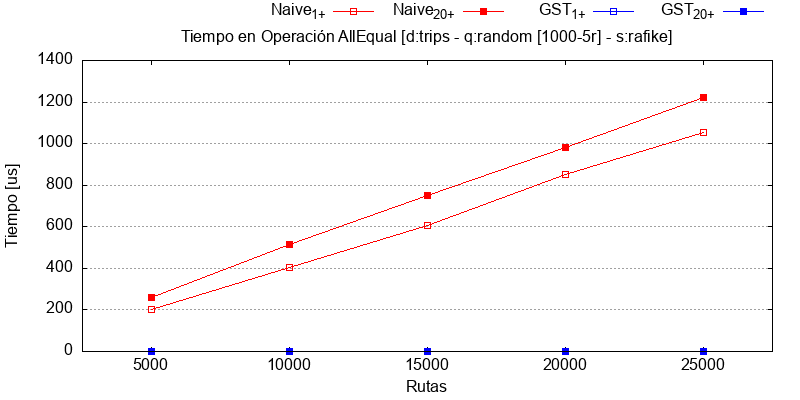 Naive1+ Naive20+ GST1+ GST20+
Tiempo en Operación AllEqual [d:trips - q:random [1000-5r] - s:rafike]
1400
1200
1000
800
600
400
200
0
Tiempo [us]
5000 10000 15000 20000 25000
Rutas